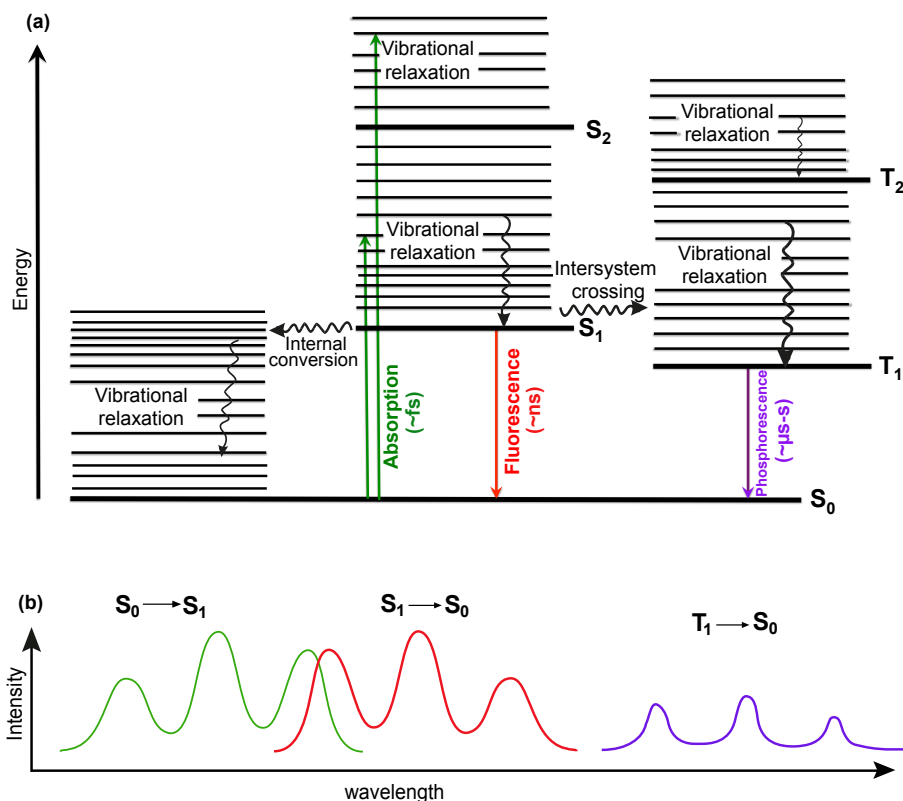 (a)
Energy
Vibrational
relaxation
S2
Vibrational
relaxation
S1
Vibrational
relaxation
T2
Vibrational
relaxation
T1
Intersystem
crossing
Internal
conversion
Vibrational
relaxation
Absorption
(~fs)
Fluorescence
(~ns)
Phosphorescence
(~µs-s)
S0
(b)
S0 → S1
S1 → S0
T1 → S0
Intensity
wavelength